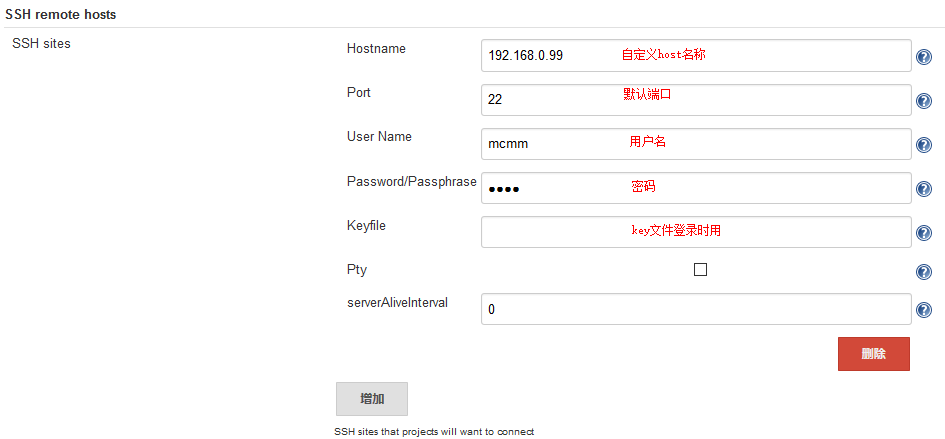 SSH remote hosts
SSH sites
Hostname 192.168.0.99 自定义host名称
Port 22 默认端口
User Name mcmm 用户名
Password/Passphrase •••• 密码
Keyfile key文件登录时用
Pty
serverAliveInterval 0
删除
增加
SSH sites that projects will want to connect